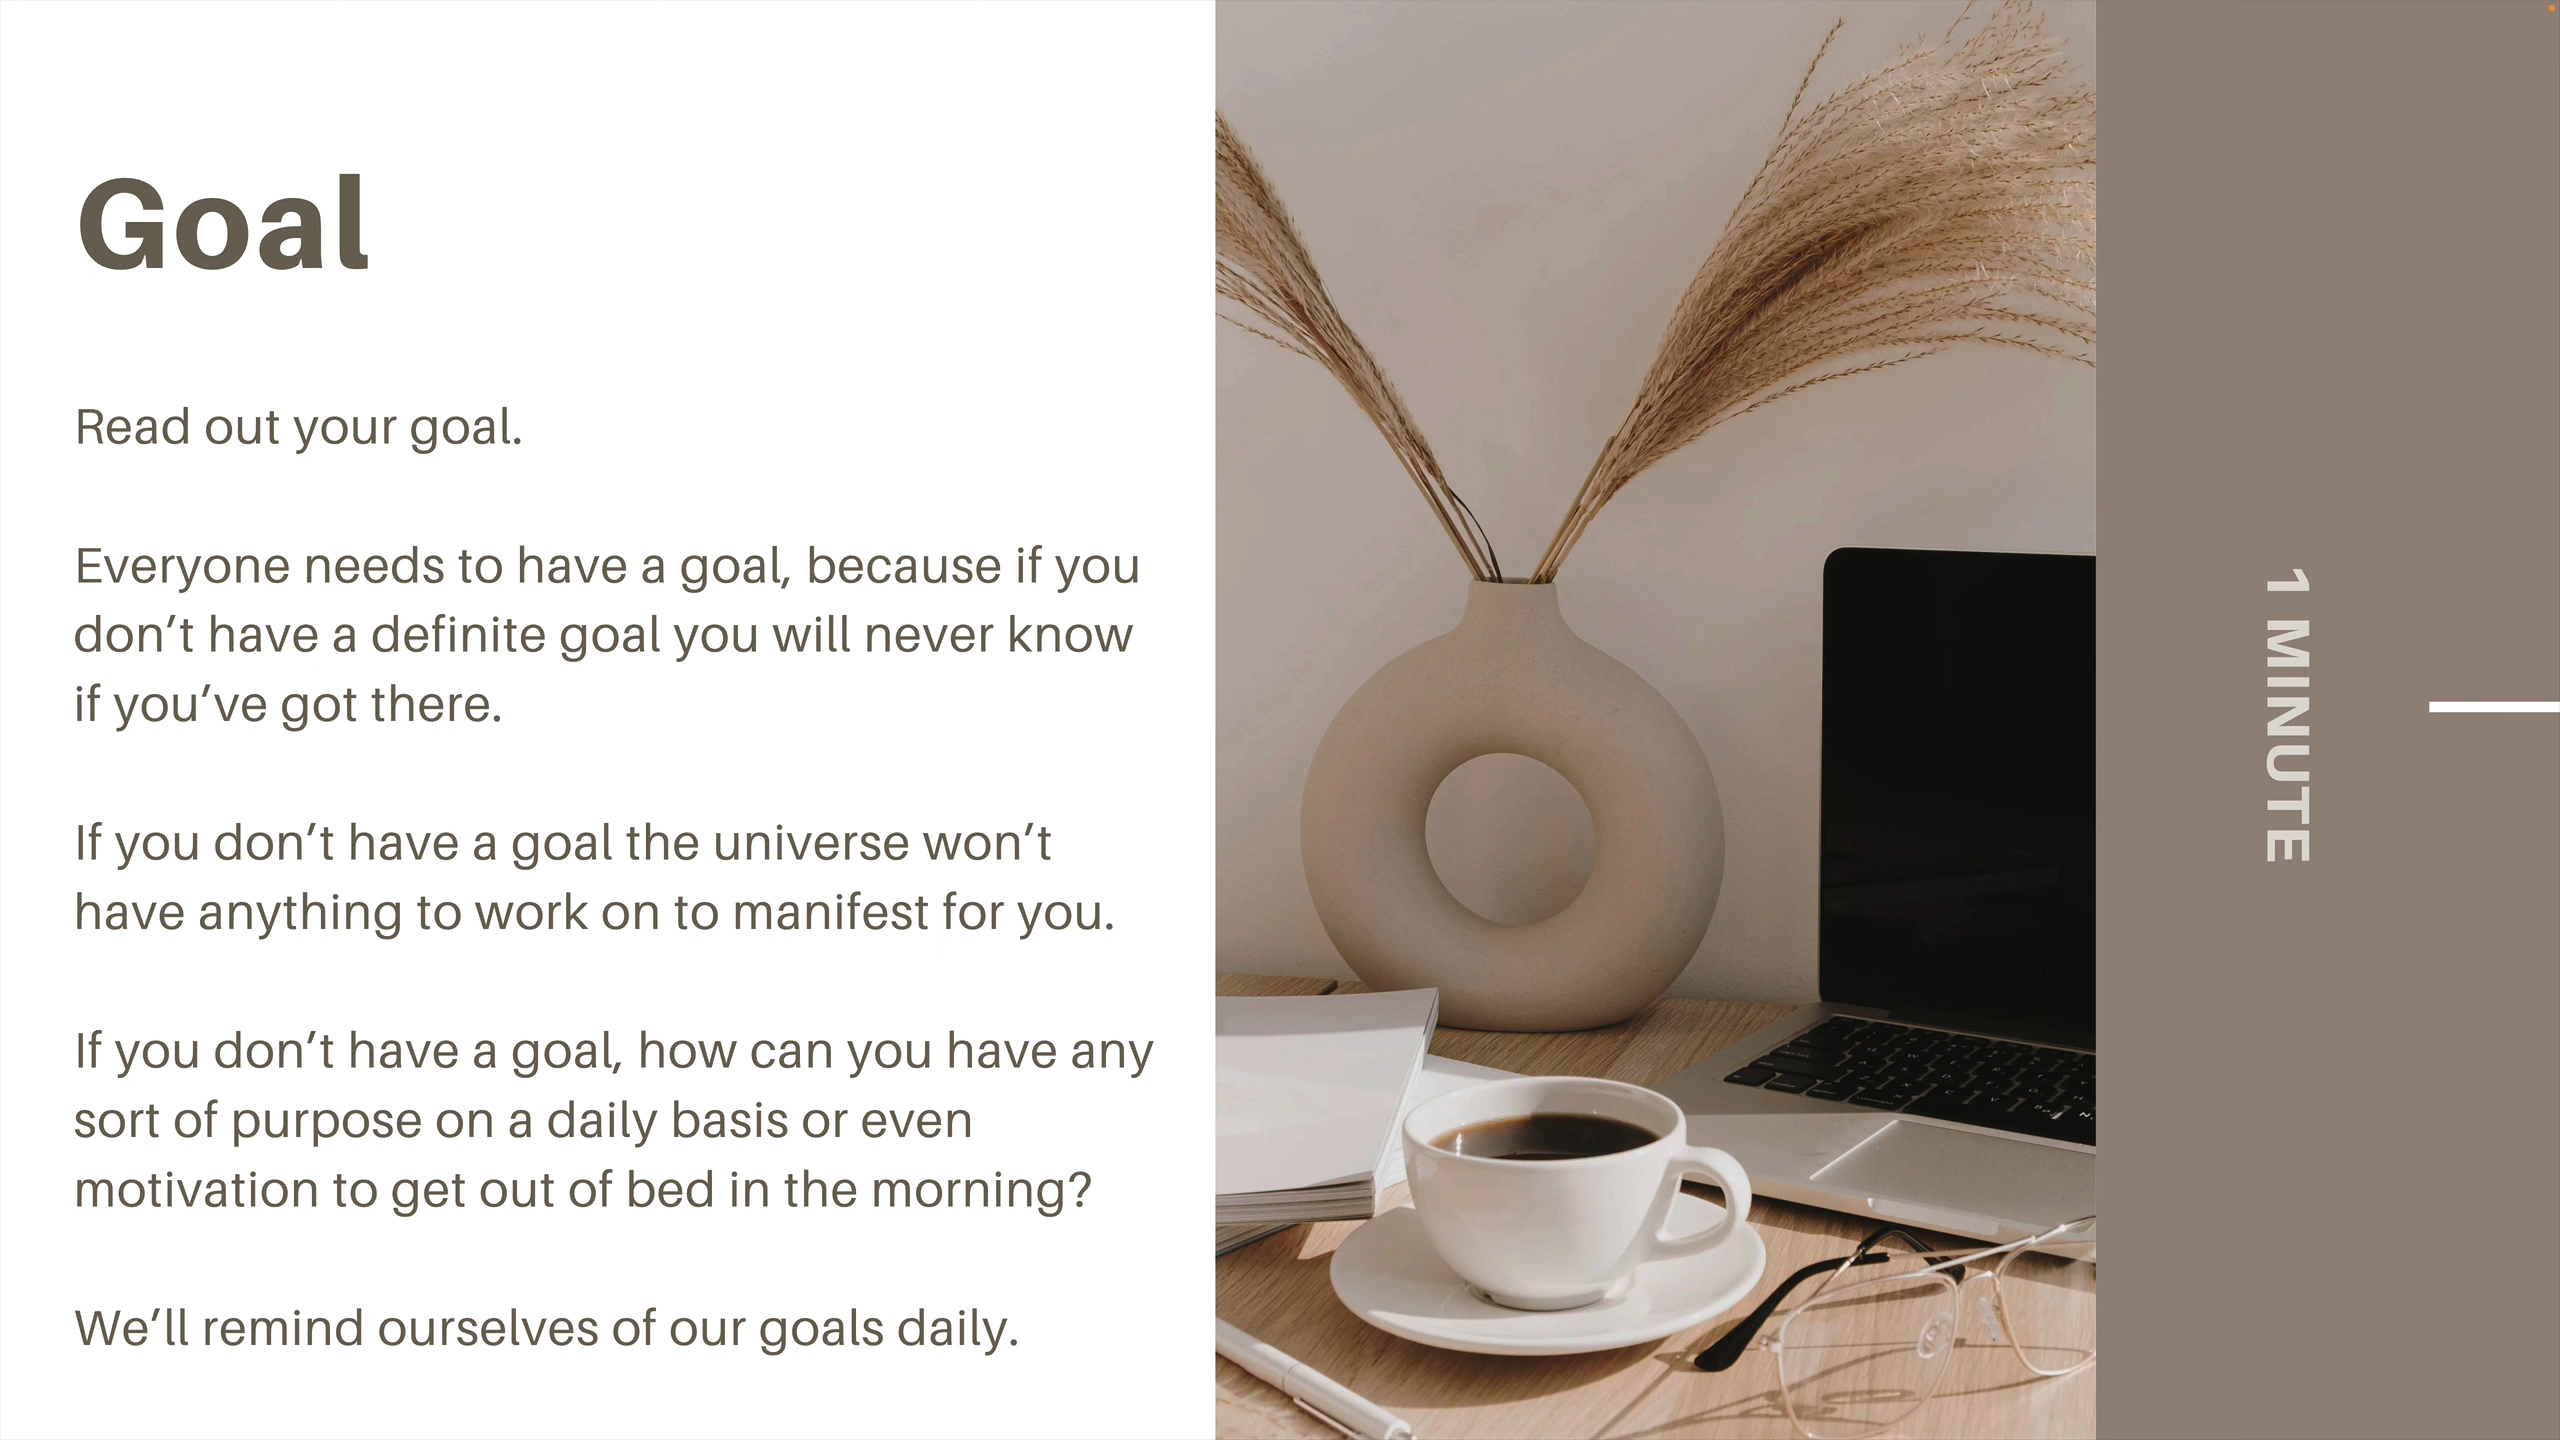 Goal
Read out your goal.
Everyone needs to have a goal, because if you
don’t have a definite goal you will never know
if you’ve got there.
If you don’t have a goal the universe won’t
have anything to work on to manifest for you.
If you don’t have a goal, how can you have any
sort of purpose on a daily basis or even
motivation to get out of bed in the morning?
We’ll remind ourselves of our goals daily.
1 MINUTE